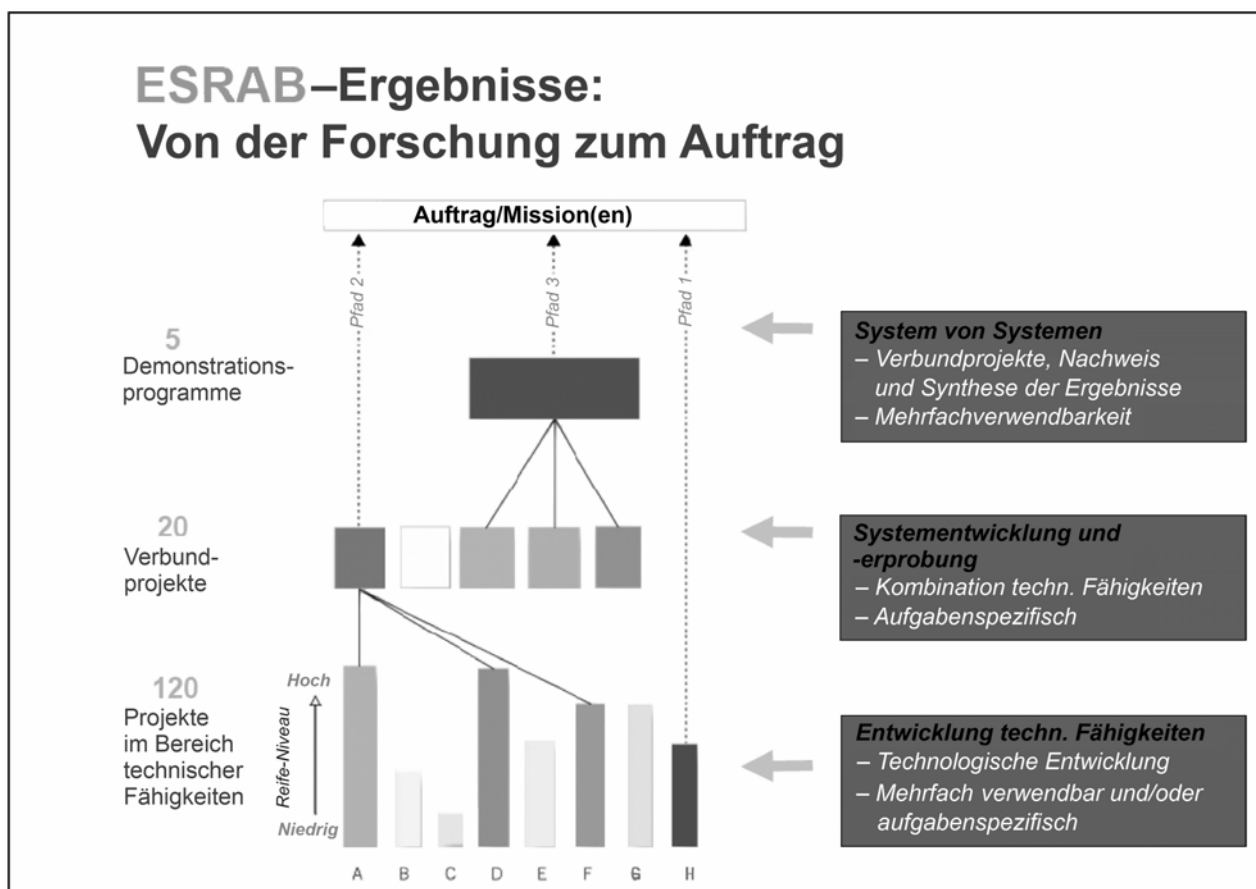 ESRAB–Ergebnisse:
Von der Forschung zum Auftrag
Auftrag/Mission(en)
Pfad 2
Pfad 3
Pfad 1
5
Demonstrations-
programme
System von Systemen
– Verbundprojekte, Nachweis
und Synthese der Ergebnisse
– Mehrfachverwendbarkeit
20
Verbund-
projekte
Systementwicklung und
-erprobung
– Kombination techn. Fähigkeiten
– Aufgabenspezifisch
120
Projekte
im Bereich
technischer
Fähigkeiten
Hoch
Reife-Niveau
Niedrig
Entwicklung techn. Fähigkeiten
– Technologische Entwicklung
– Mehrfach verwendbar und/oder
aufgabenspezifisch
A B C D E F G H